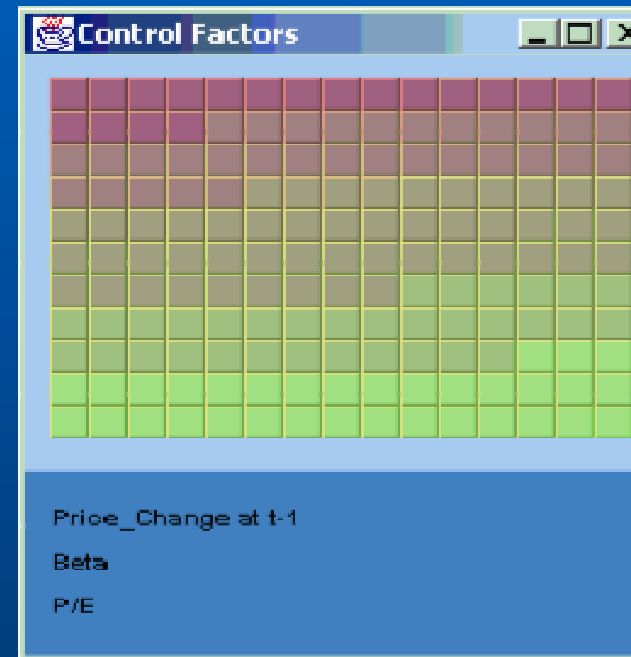 Control Factors
Price_Change at t-1
Beta
P/E